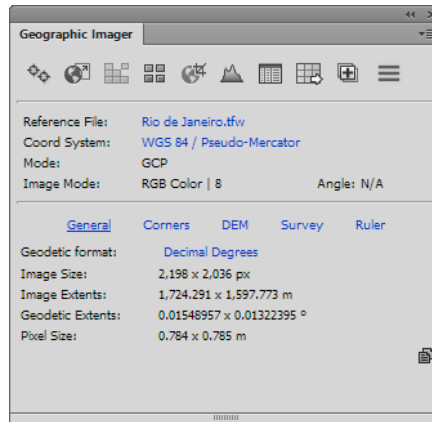 Geographic Imager
Reference File: Rio de Janeiro.tfw
Coord System: WGS 84 / Pseudo-Mercator
Mode: GCP
Image Mode: RGB Color | 8 Angle: N/A
General Corners DEM Survey Ruler
Geodetic format: Decimal Degrees
Image Size: 2,198 x 2,036 px
Image Extents: 1,724.291 x 1,597.773 m
Geodetic Extents: 0.01548957 x 0.01322395 º
Pixel Size: 0.784 x 0.785 m